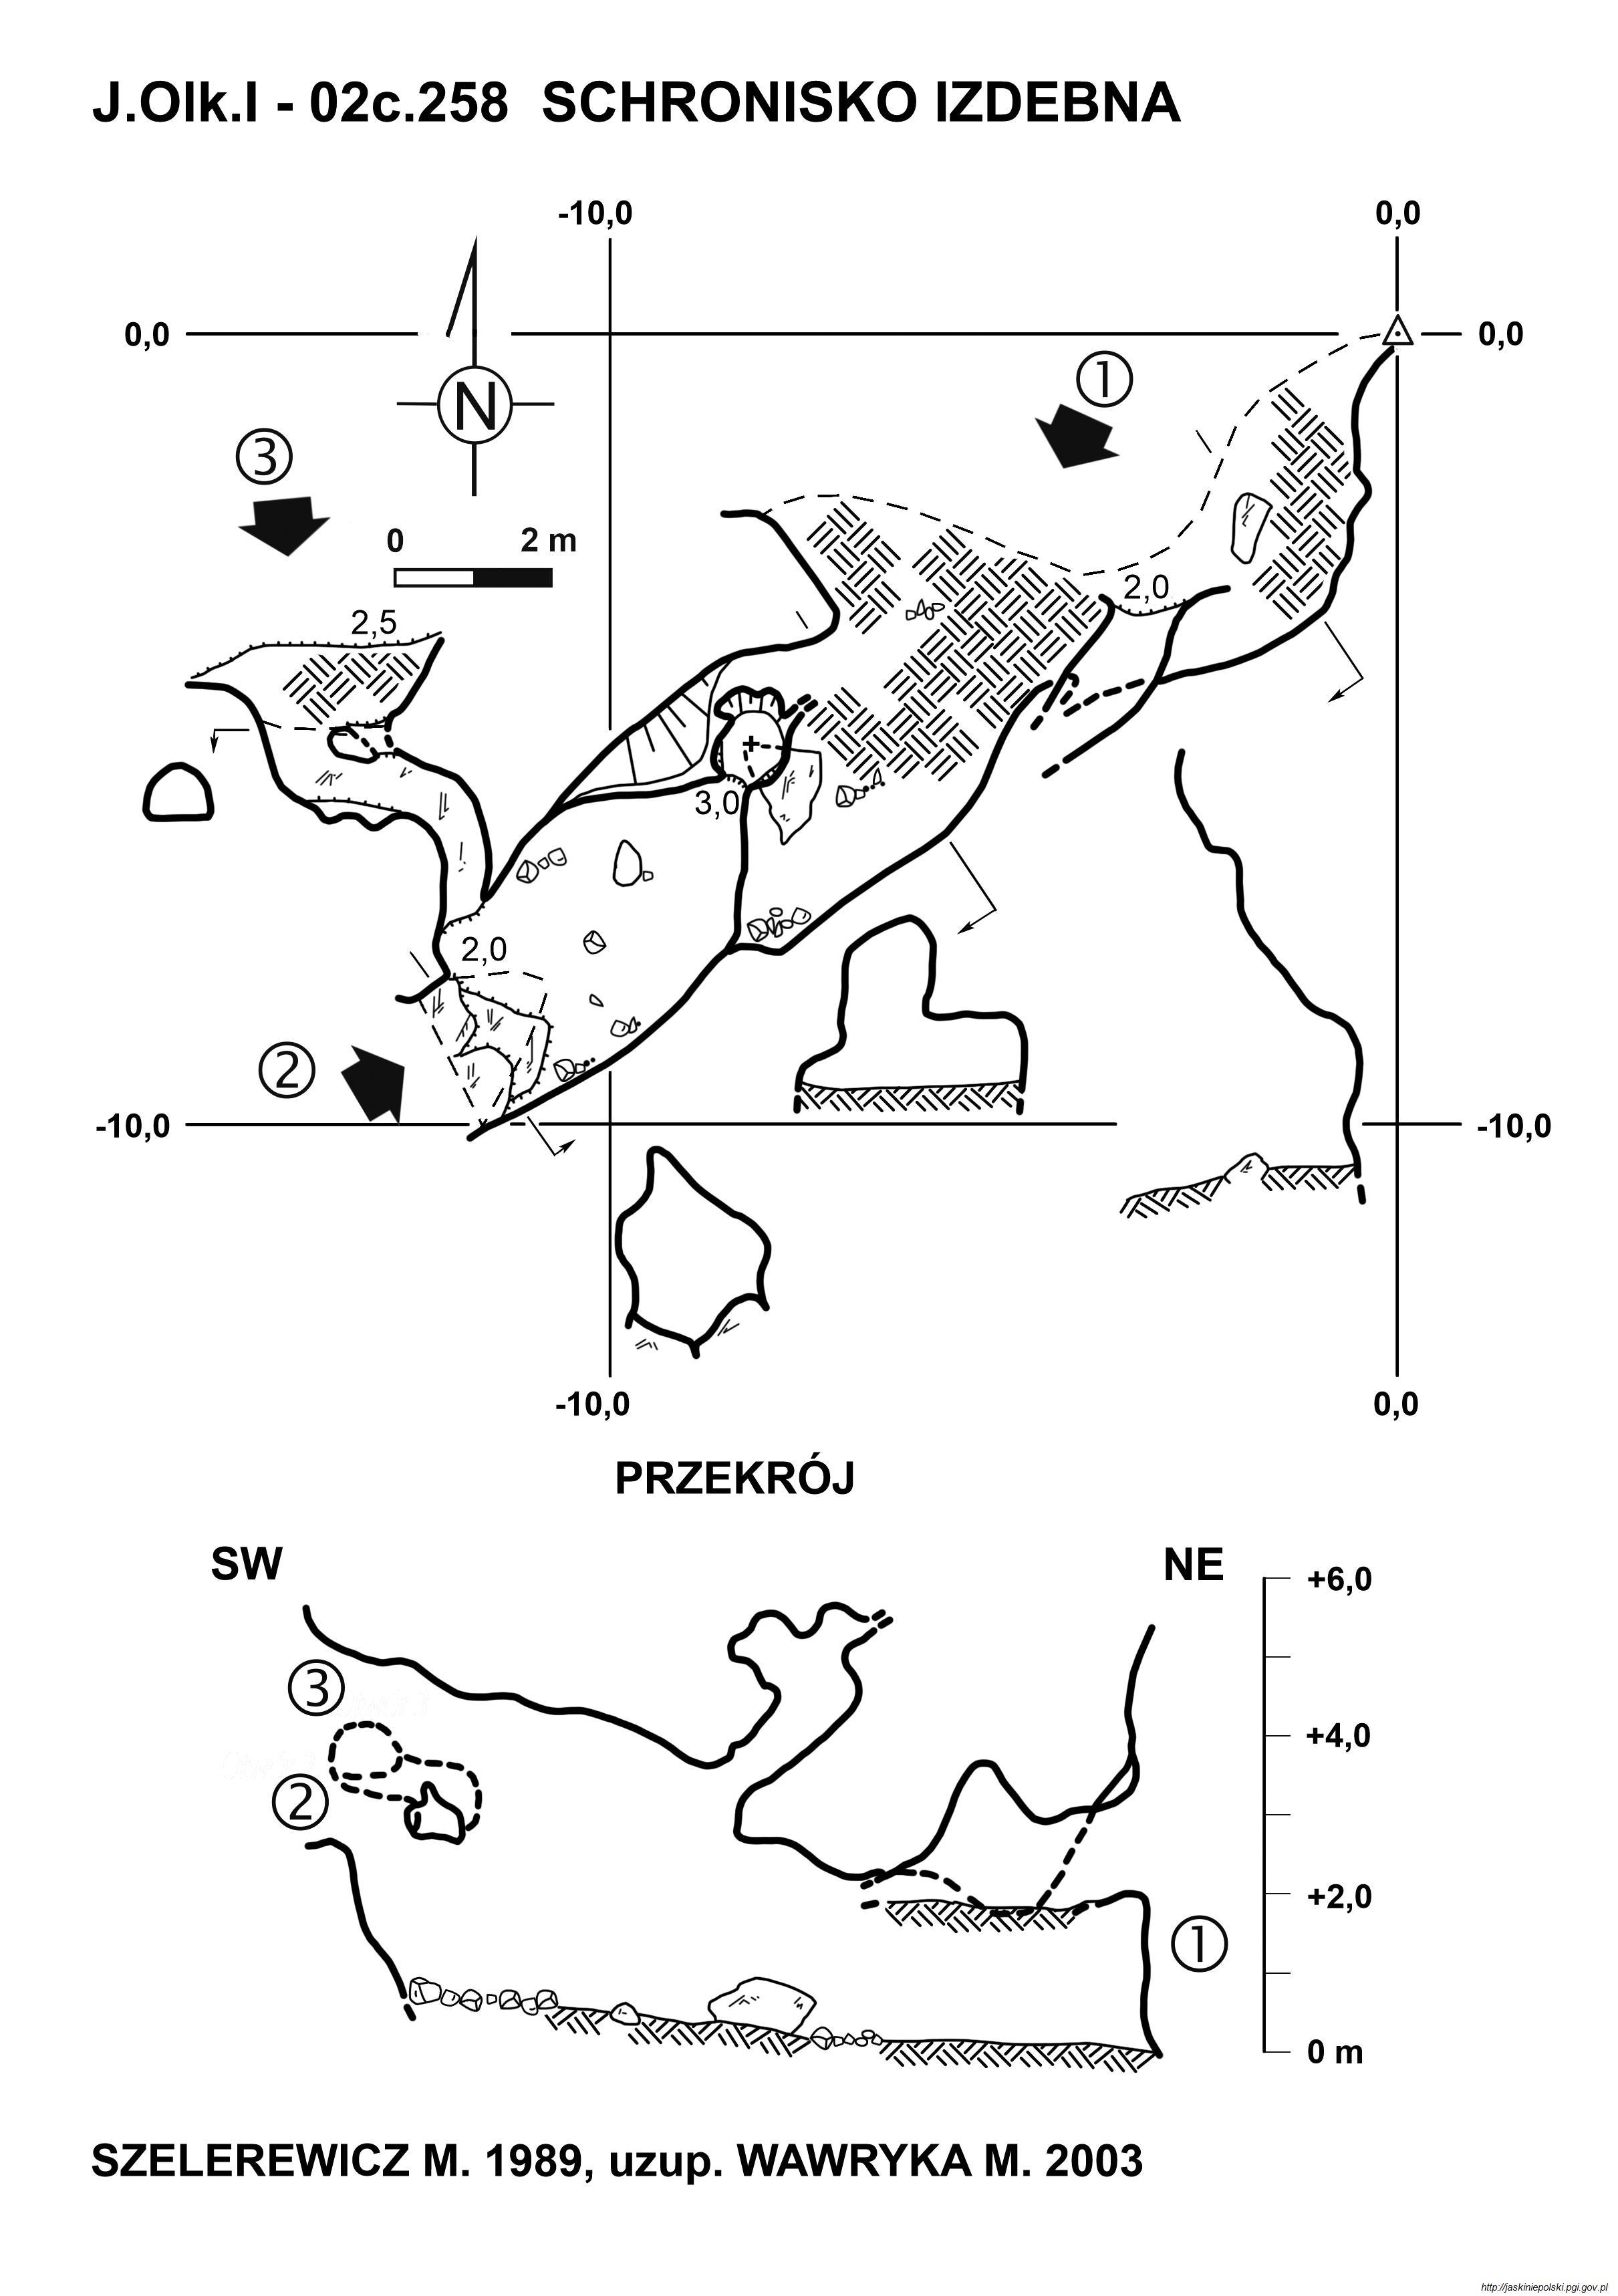 J.Olk.I - 02c.258 SCHRONISKO IZDEBNA
-10,0 0,0
0,0 0,0
1
N
3
0 2 m
2,0
2,5
3,0
2,0
2
-10,0 -10,0
-10,0 0,0
PRZEKRÓJ
SW NE
+6,0
3
+4,0
2
+2,0
1
0 m
SZELEREWICZ M. 1989, uzup. WAWRYKA M. 2003
http://jaskiniepolski.pgi.gov.pl